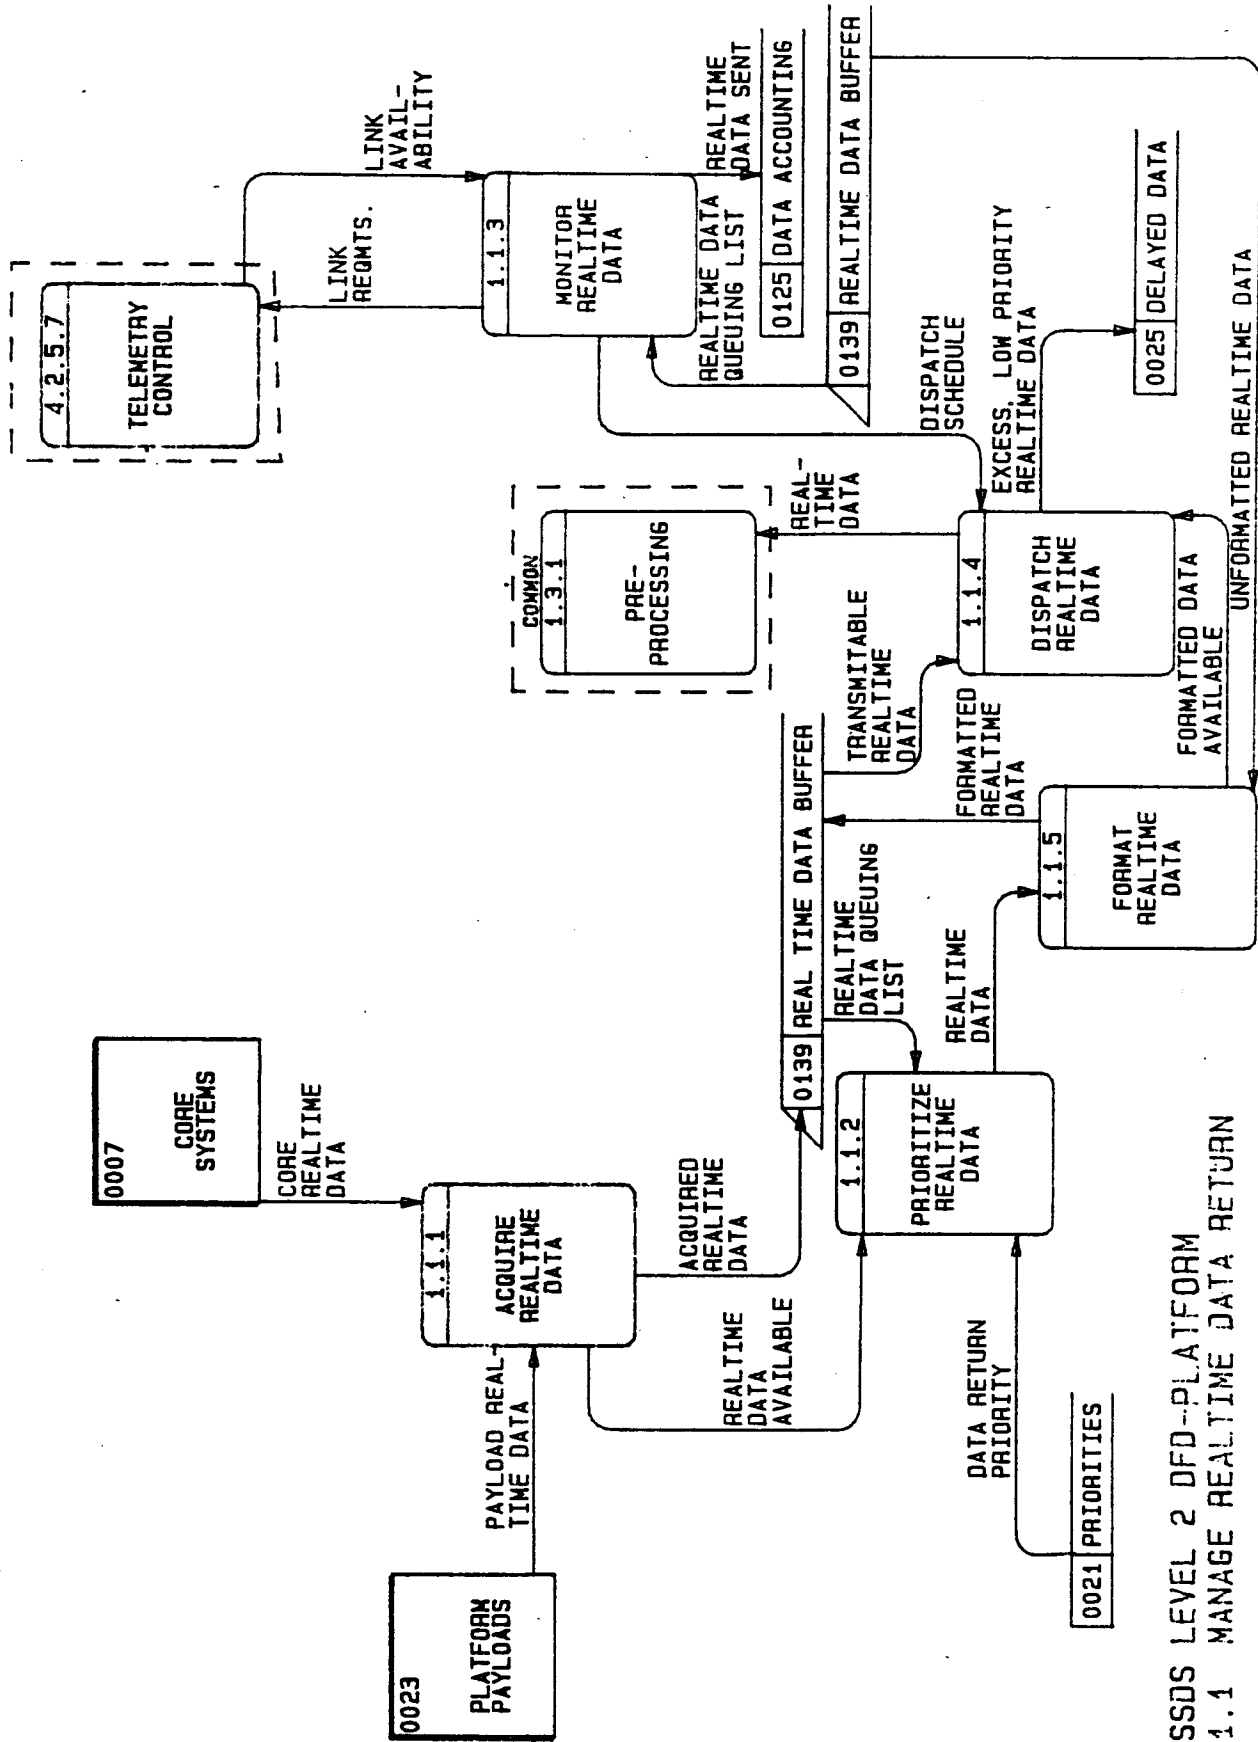 0023
PLATFORM
PAYLOADS
PAYLOAD REAL-
TIME DATA
0007
CORE
SYSTEMS
CORE
REALTIME
DATA
1.1.1
ACQUIRE
REALTIME
DATA
ACQUIRED
REALTIME
DATA
REALTIME
DATA
AVAILABLE
0021 PRIORITIES
DATA RETURN
PRIORITY
1.1.2
PRIORITIZE
REALTIME
DATA
0139 REAL TIME DATA BUFFER
REALTIME
DATA QUEUING
LIST
REALTIME
DATA
1.1.5
FORMAT
REALTIME
DATA
FORMATTED
REALTIME
DATA
TRANSMITABLE
REALTIME
DATA
FORMATTED DATA
AVAILABLE
UNFORMATTED REALTIME DATA
COMMON
1.3.1
PRE-
PROCESSING
REAL-
TIME
DATA
1.1.4
DISPATCH
REALTIME
DATA
DISPATCH
SCHEDULE
EXCESS, LOW PRIORITY
REALTIME DATA
0025 DELAYED DATA
4.2.5.7
TELEMETRY
CONTROL
LINK
REQMTS.
LINK
AVAIL-
ABILITY
1.1.3
MONITOR
REALTIME
DATA
REALTIME DATA
QUEUING LIST
REALTIME
DATA SENT
0125 DATA ACCOUNTING
0139 REALTIME DATA BUFFER
SSDS LEVEL 2 DFD-PLATFORM
1.1 MANAGE REALTIME DATA RETURN